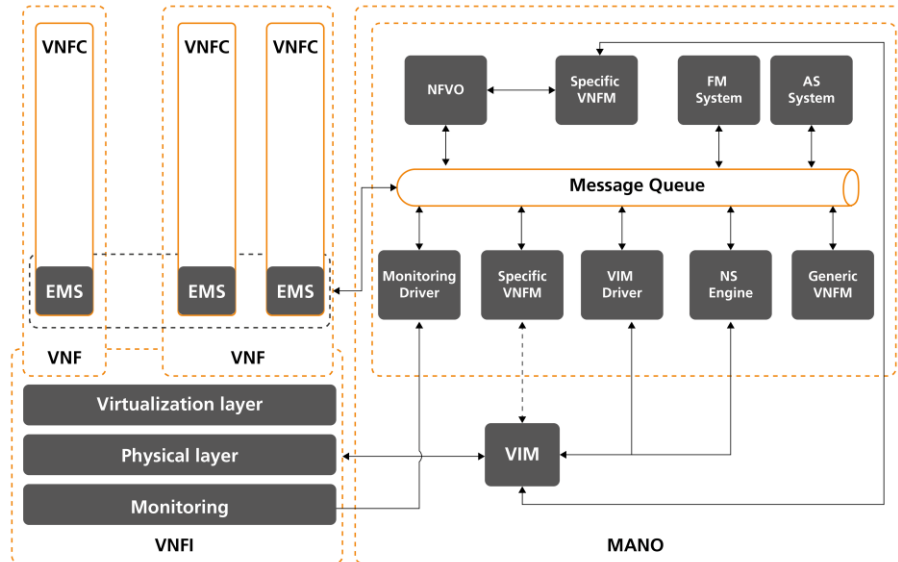 VNFC
VNFC
VNFC
NFVO
Specific
VNFM
FM
System
AS
System
Message Queue
EMS
EMS
EMS
Monitoring
Driver
Specific
VNFM
VIM
Driver
NS
Engine
Generic
VNFM
VNF
VNF
Virtualization layer
Physical layer
VIM
Monitoring
VNFI
MANO